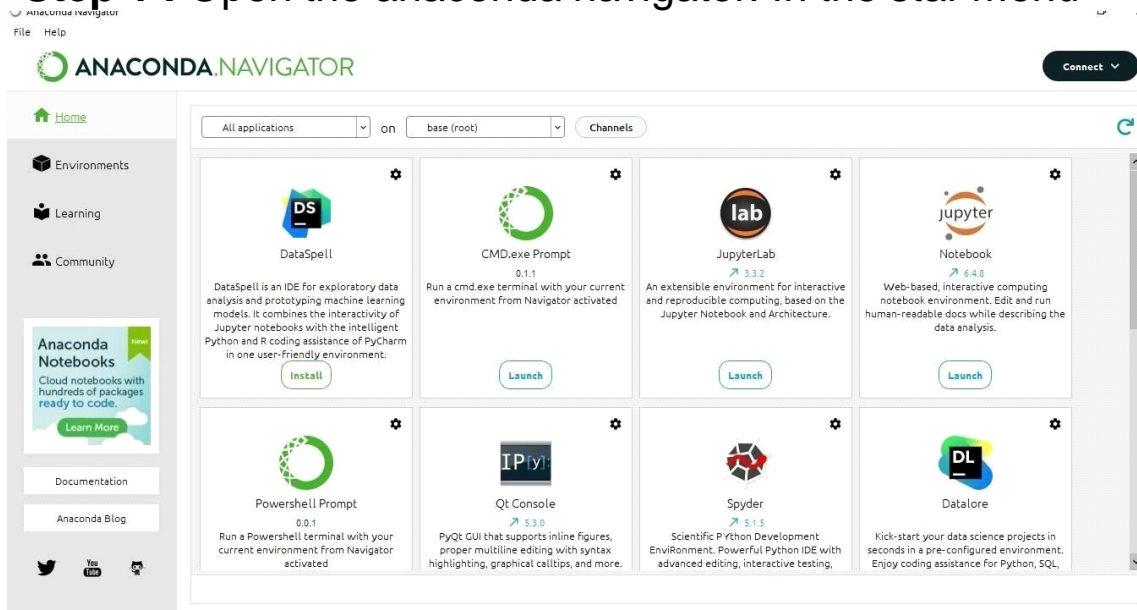 Open the anaconda navigator. In the star menu
Anaconda Navigator
File Help
ANACONDA.NAVIGATOR
Connect
Home
Environments
Learning
Community
All applications on base (root) Channels
DS
DataSpell
DataSpell is an IDE for exploratory data
analysis and prototyping machine learning
models. It combines the interactivity of
Jupyter notebooks with the intelligent
Python and R coding assistance of PyCharm
in one user-friendly environment.
Install
CMD.exe Prompt
0.1.1
Run a cmd.exe terminal with your current
environment from Navigator activated
Launch
lab
JupyterLab
3.3.2
An extensible environment for interactive
and reproducible computing, based on the
Jupyter Notebook and Architecture.
Launch
jupyter
Notebook
6.4.8
Web-based, interactive computing
notebook environment. Edit and run
human-readable docs while describing the
data analysis.
Launch
Powershell Prompt
0.0.1
Run a Powershell terminal with your
current environment from Navigator
activated
IP[y]:
Qt Console
5.3.0
PyQt GUI that supports inline figures,
proper multiline editing with syntax
highlighting, graphical calltips, and more.
Spyder
5.1.5
Scientific PYthon Development
EnviRonment. Powerful Python IDE with
advanced editing, interactive testing,
DL
Datalore
Kick-start your data science projects in
seconds in a pre-configured environment.
Enjoy coding assistance for Python, SQL,
New!
Anaconda
Notebooks
Cloud notebooks with
hundreds of packages
ready to code.
Learn More
Documentation
Anaconda Blog
You
Tube